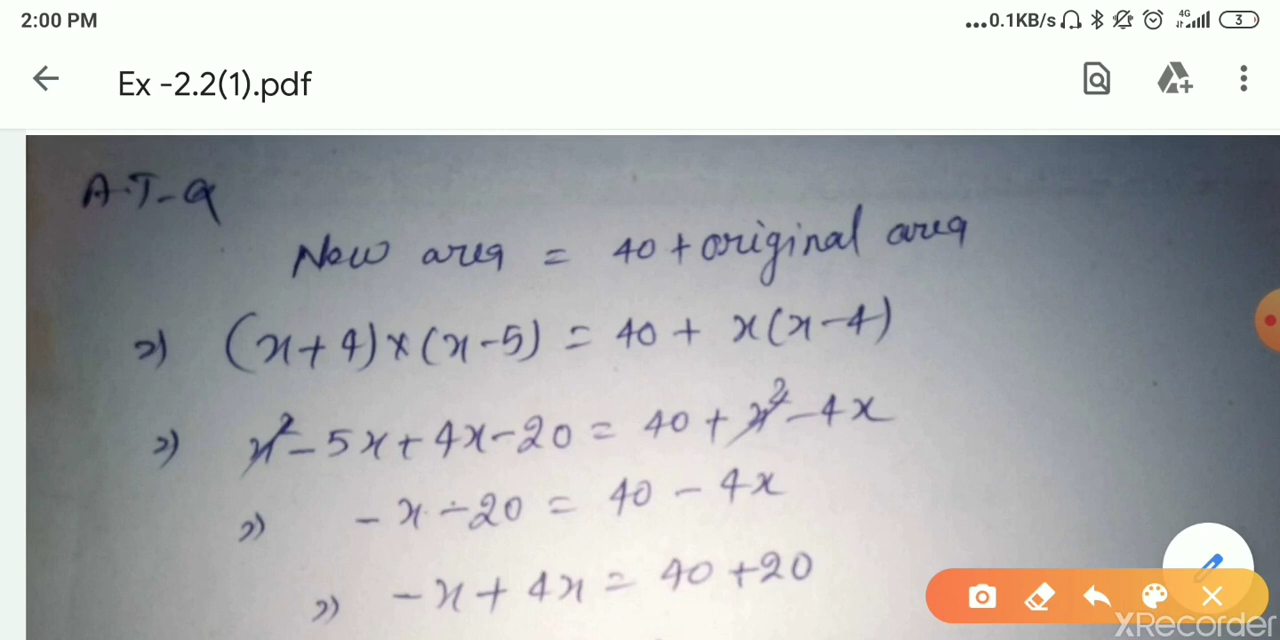 2:00 PM ...0.1KB/s 4G 3
Ex -2.2(1).pdf
A.T-Q
New area = 40 + original area
=) (x+4)×(x-5) = 40 + x(x-4)
=) x² - 5x + 4x - 20 = 40 + x² - 4x
=) - x - 20 = 40 - 4x
=) - x + 4x = 40 + 20
XRecorder